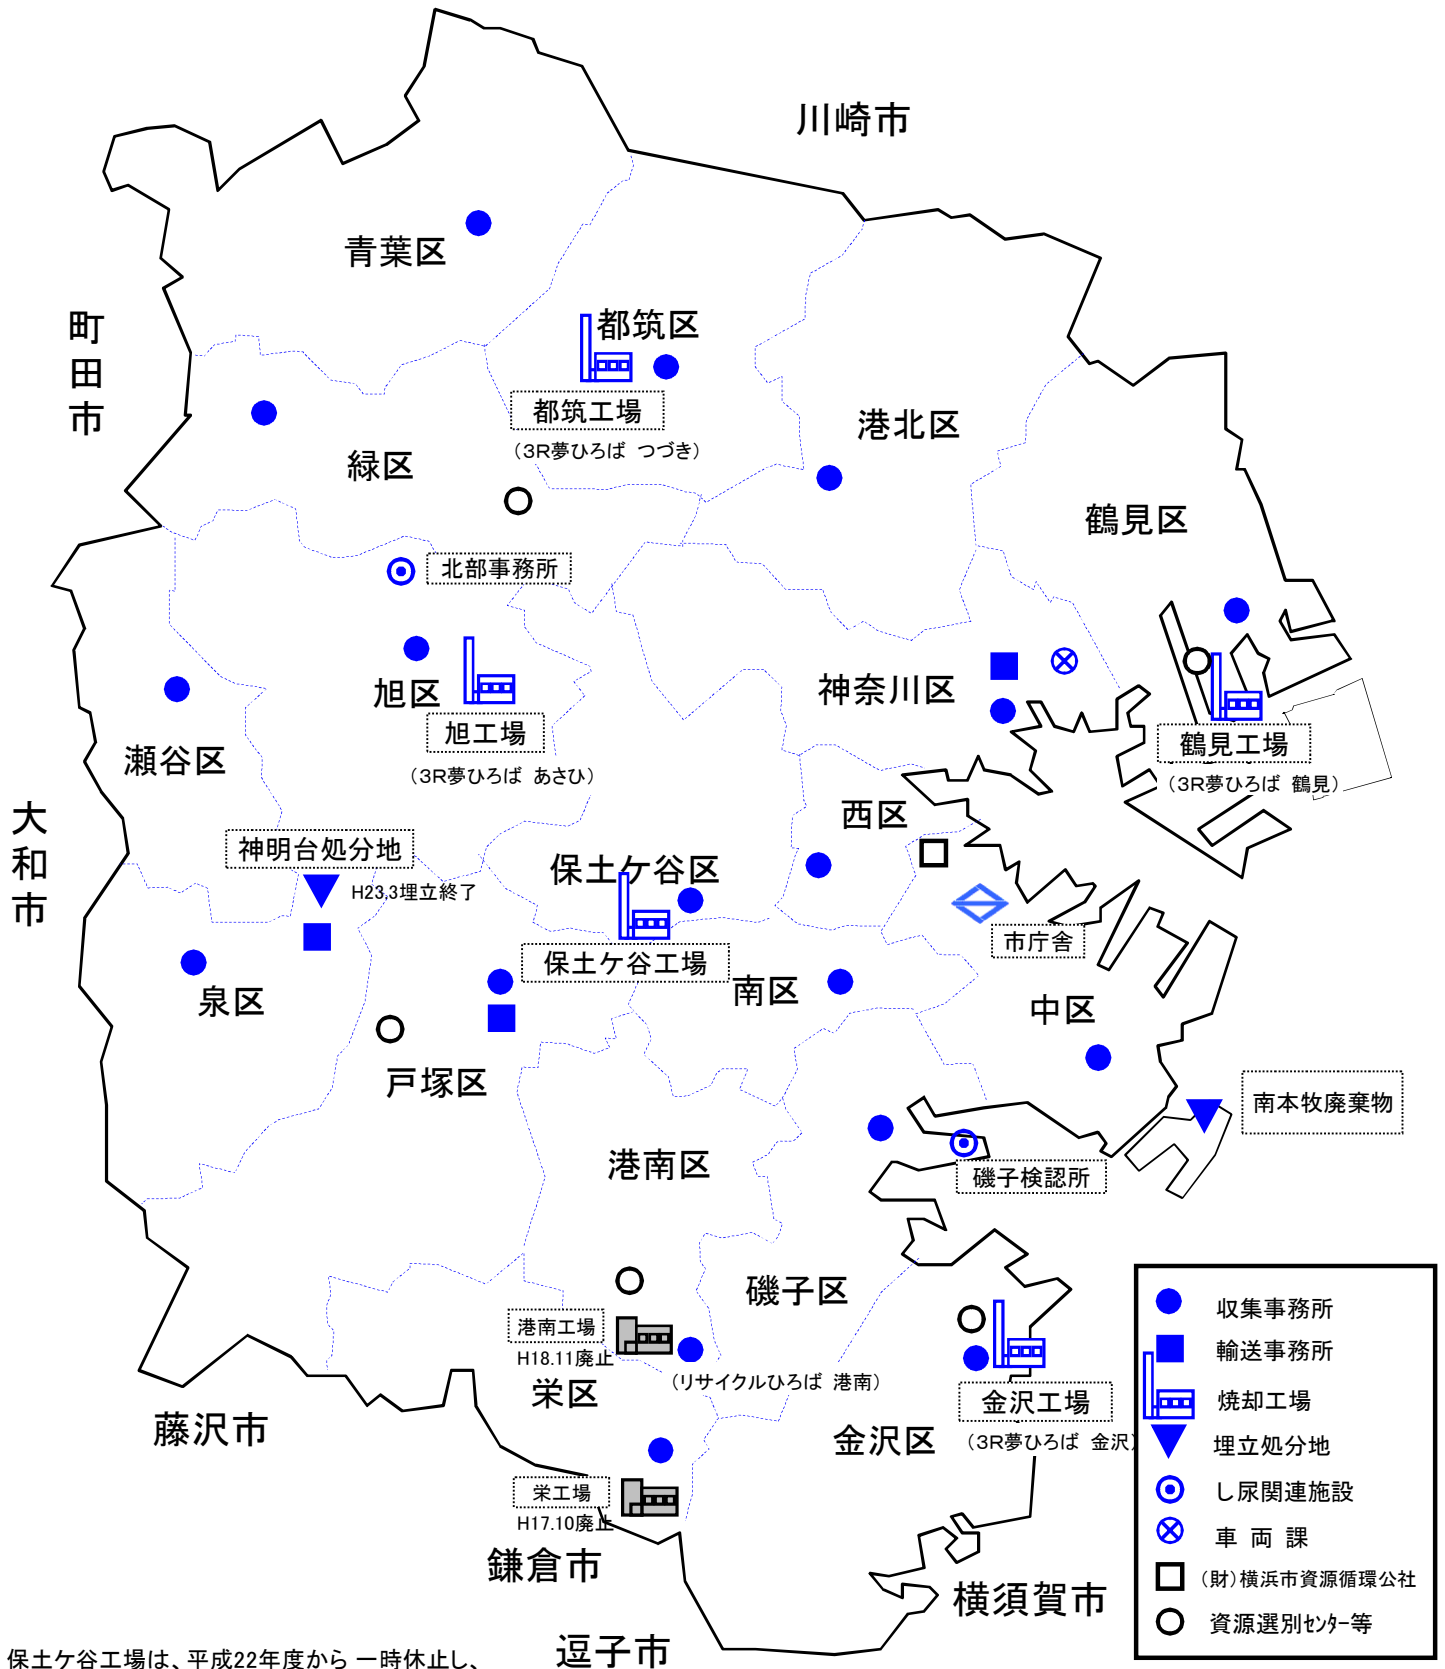 川崎市
青葉区
町田市
都筑区
都筑工場
(3R夢ひろば つづき)
港北区
緑区
鶴見区
北部事務所
旭区
神奈川区
旭工場
(3R夢ひろば あさひ)
鶴見工場
(3R夢ひろば 鶴見)
瀬谷区
大和市
西区
神明台処分地
H23,3埋立終了
保土ケ谷区
市庁舎
保土ケ谷工場
南区
泉区
中区
戸塚区
南本牧廃棄物
港南区
磯子検認所
磯子区
港南工場
H18.11廃止
(リサイクルひろば 港南)
栄区
金沢工場
(3R夢ひろば 金沢)
金沢区
藤沢市
栄工場
H17.10廃止
鎌倉市
横須賀市
逗子市
収集事務所
輸送事務所
焼却工場
埋立処分地
し尿関連施設
車 両 課
(財)横浜市資源循環公社
資源選別センター等
保土ケ谷工場は、平成22年度から 一時休止し、